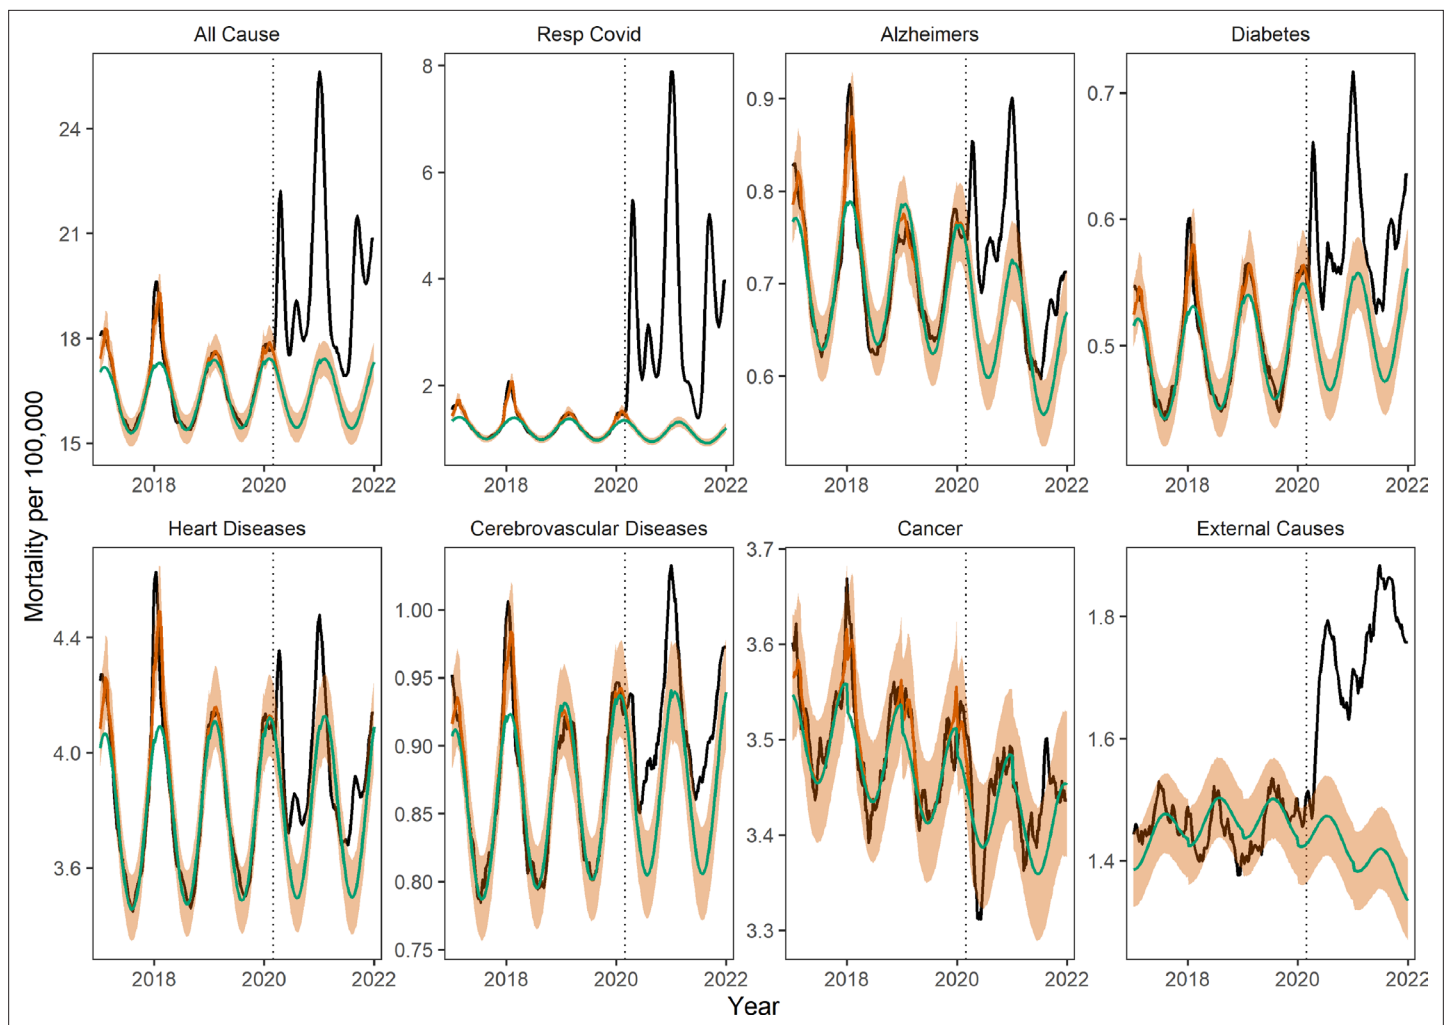 All Cause
Resp Covid
Alzheimers
Diabetes
24
21
18
15
8
6
4
2
0.9
0.8
0.7
0.6
0.7
0.6
0.5
2018 2020 2022
2018 2020 2022
2018 2020 2022
2018 2020 2022
Mortality per 100,000
Heart Diseases
Cerebrovascular Diseases
Cancer
External Causes
4.4
4.0
3.6
1.00
0.95
0.90
0.85
0.80
0.75
3.7
3.6
3.5
3.4
3.3
1.8
1.6
1.4
2018 2020 2022
2018 2020 2022
2018 2020 2022
2018 2020 2022
Year